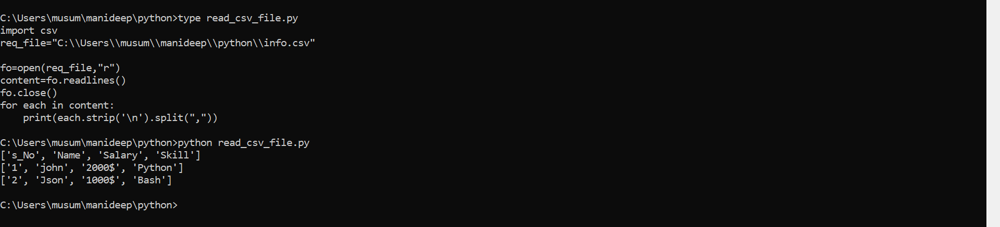 C:\Users\musum\manideep\python>type read_csv_file.py
import csv
req_file="C:\\Users\\musum\\manideep\\python\\info.csv"
fo=open(req_file,"r")
content=fo.readlines()
fo.close()
for each in content:
    print(each.strip('\n').split(","))
C:\Users\musum\manideep\python>python read_csv_file.py
['s_No', 'Name', 'Salary', 'Skill']
['1', 'john', '2000$', 'Python']
['2', 'Json', '1000$', 'Bash']
C:\Users\musum\manideep\python>